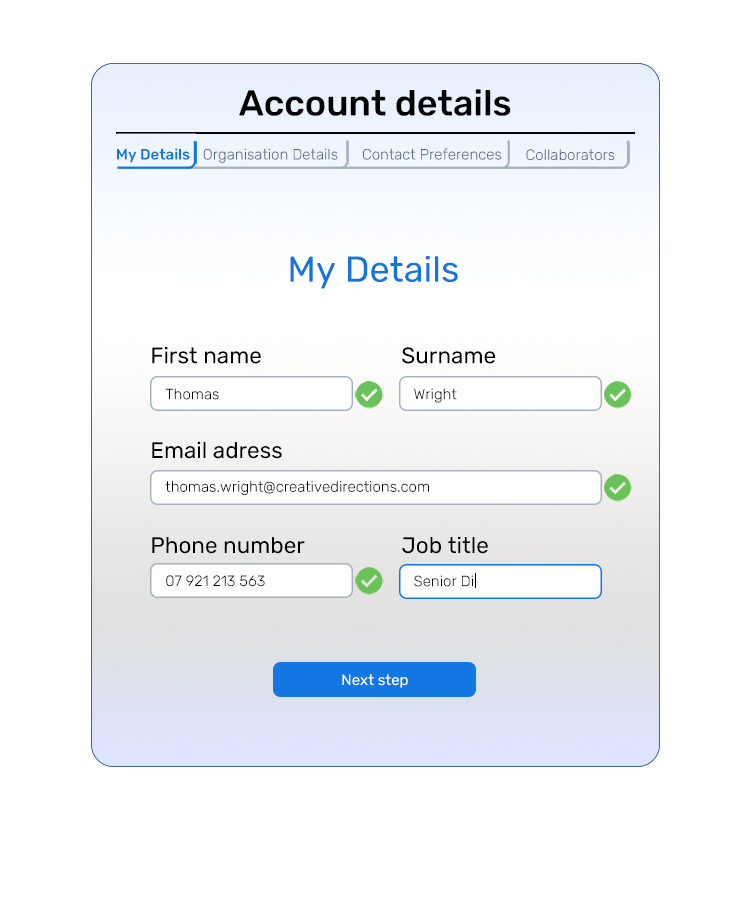 Account details
My Details Organisation Details Contact Preferences Collaborators
My Details
First name Surname
Thomas Wright
Email adress
thomas.wright@creativedirections.com
Phone number Job title
07 921 213 563 Senior Di
Next step